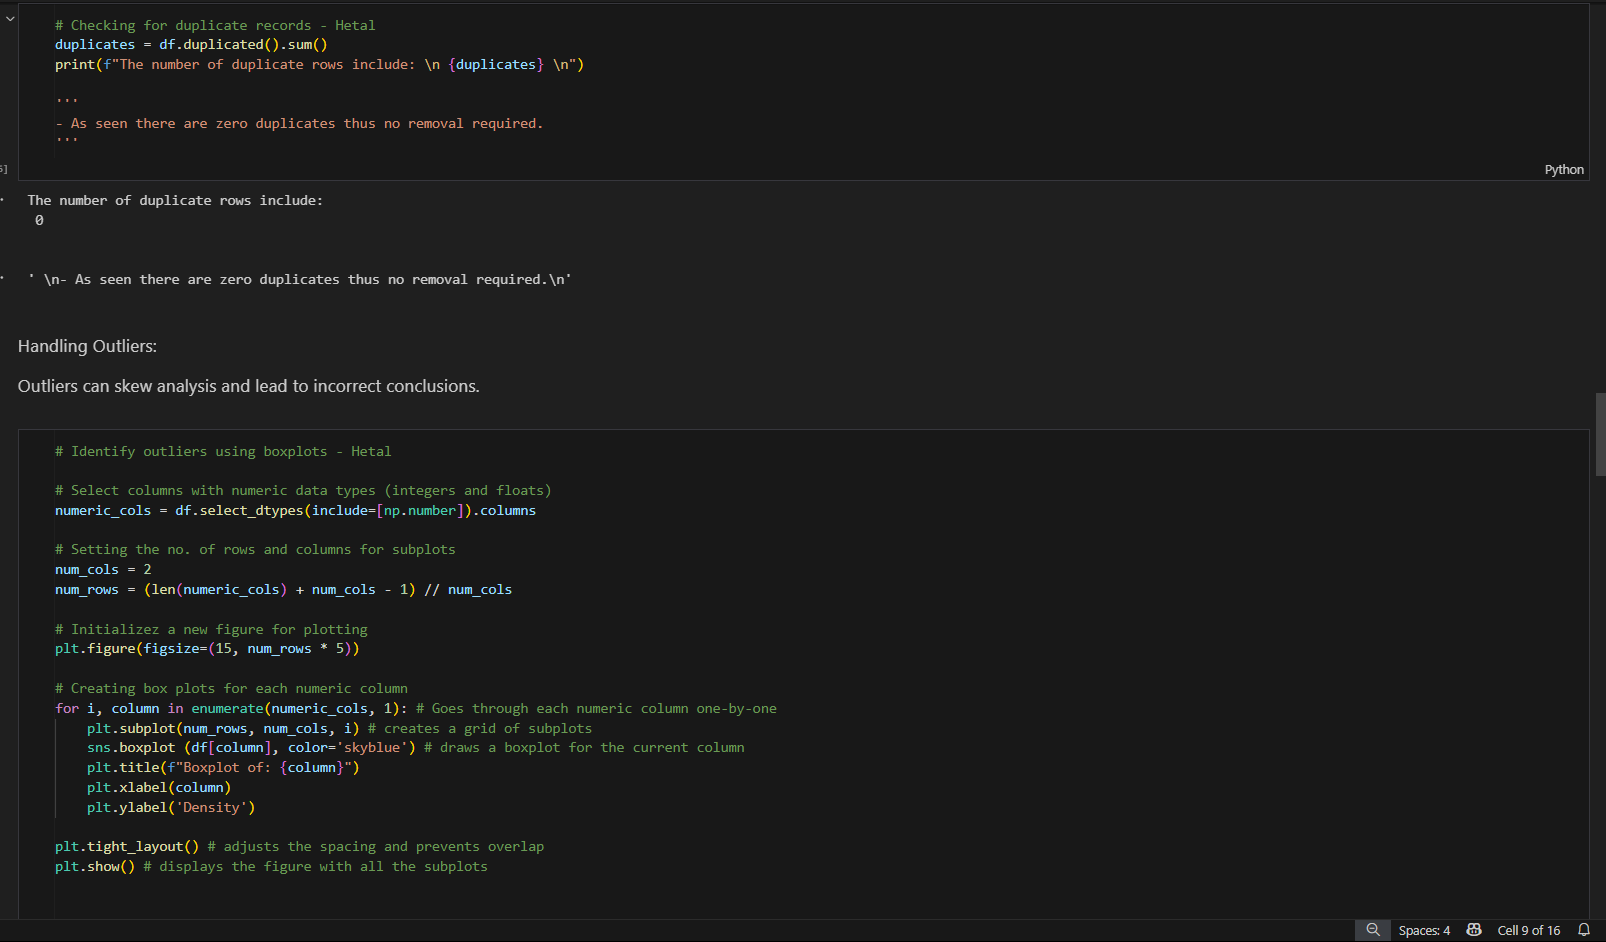 # Checking for duplicate records - Hetal
duplicates = df.duplicated().sum()
print(f"The number of duplicate rows include: \n {duplicates} \n")
'''
- As seen there are zero duplicates thus no removal required.
'''
Python
The number of duplicate rows include:
 0
' \n- As seen there are zero duplicates thus no removal required.\n'
Handling Outliers:
Outliers can skew analysis and lead to incorrect conclusions.
# Identify outliers using boxplots - Hetal
# Select columns with numeric data types (integers and floats)
numeric_cols = df.select_dtypes(include=[np.number]).columns
# Setting the no. of rows and columns for subplots
num_cols = 2
num_rows = (len(numeric_cols) + num_cols - 1) // num_cols
# Initializez a new figure for plotting
plt.figure(figsize=(15, num_rows * 5))
# Creating box plots for each numeric column
for i, column in enumerate(numeric_cols, 1): # Goes through each numeric column one-by-one
    plt.subplot(num_rows, num_cols, i) # creates a grid of subplots
    sns.boxplot (df[column], color='skyblue') # draws a boxplot for the current column
    plt.title(f"Boxplot of: {column}")
    plt.xlabel(column)
    plt.ylabel('Density')
plt.tight_layout() # adjusts the spacing and prevents overlap
plt.show() # displays the figure with all the subplots
Spaces: 4 Cell 9 of 16